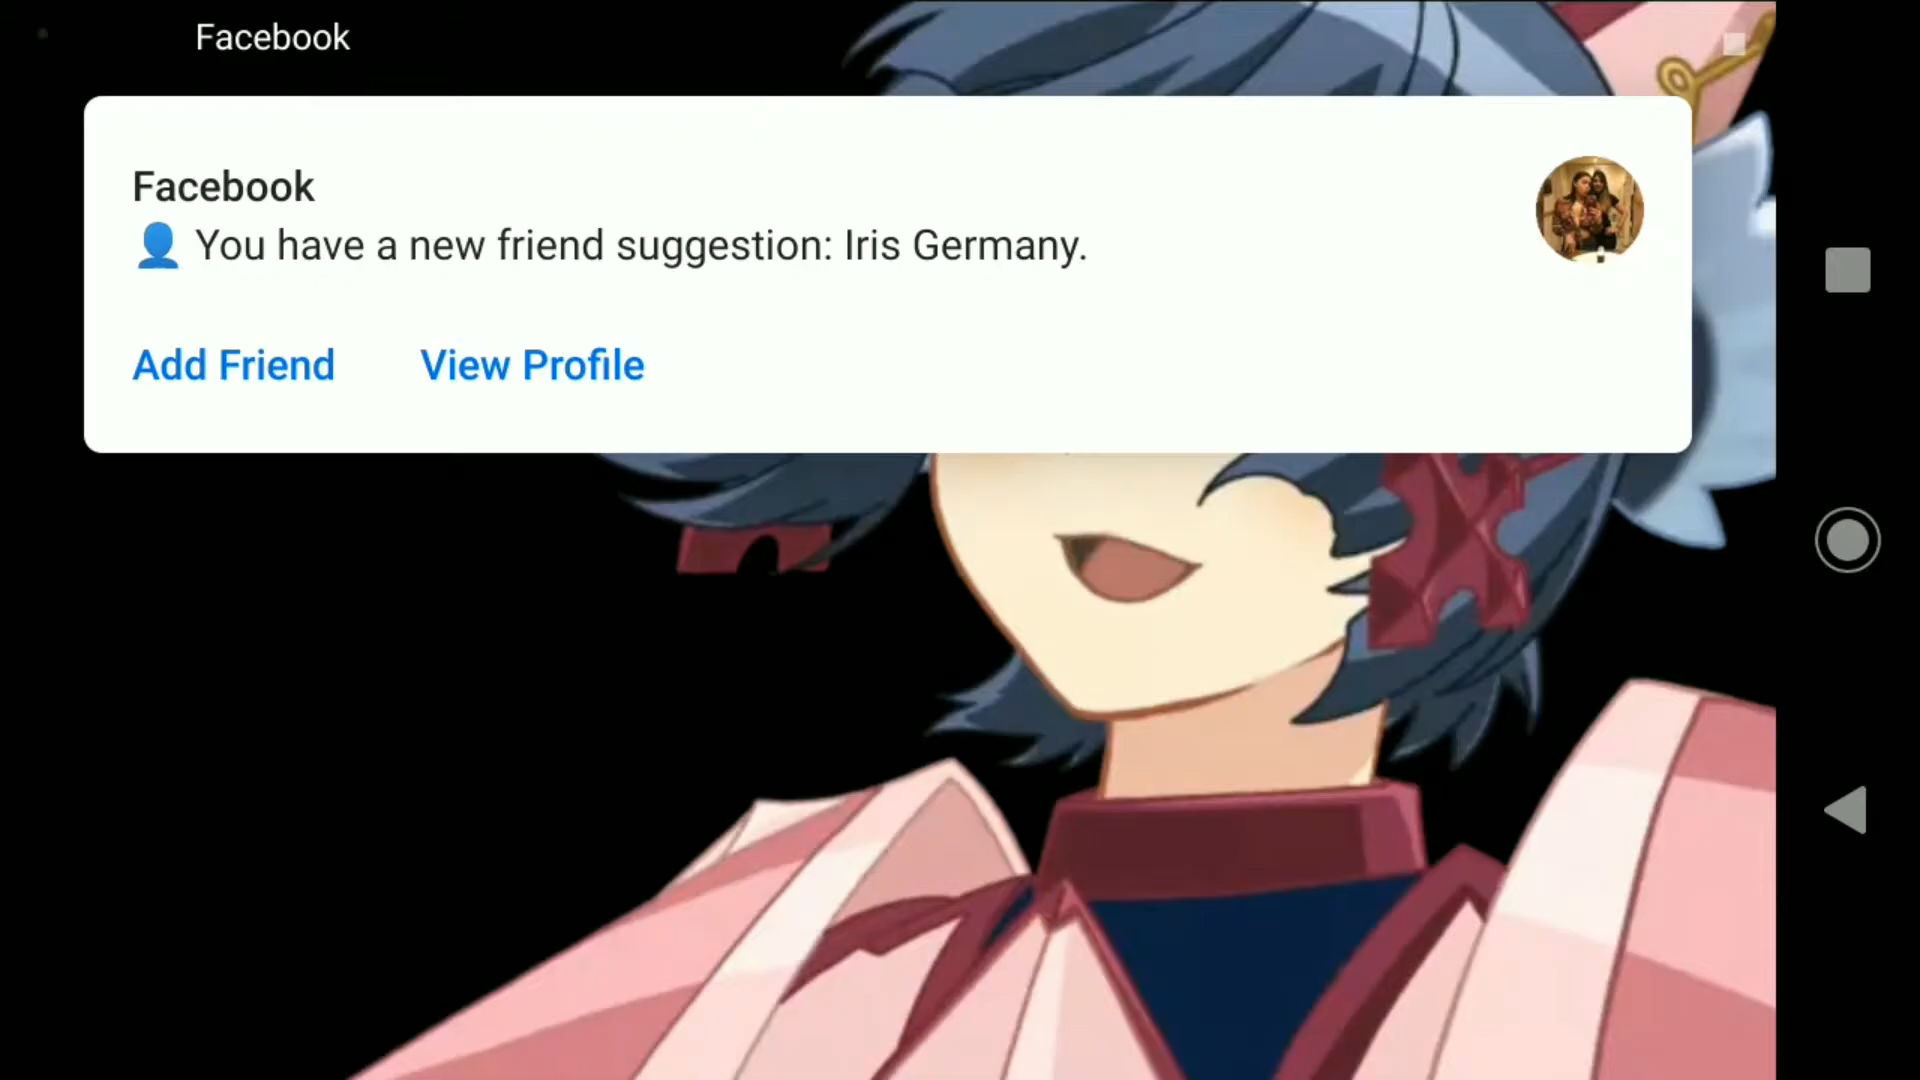 Facebook
Facebook
👤 You have a new friend suggestion: Iris Germany.
Add Friend View Profile